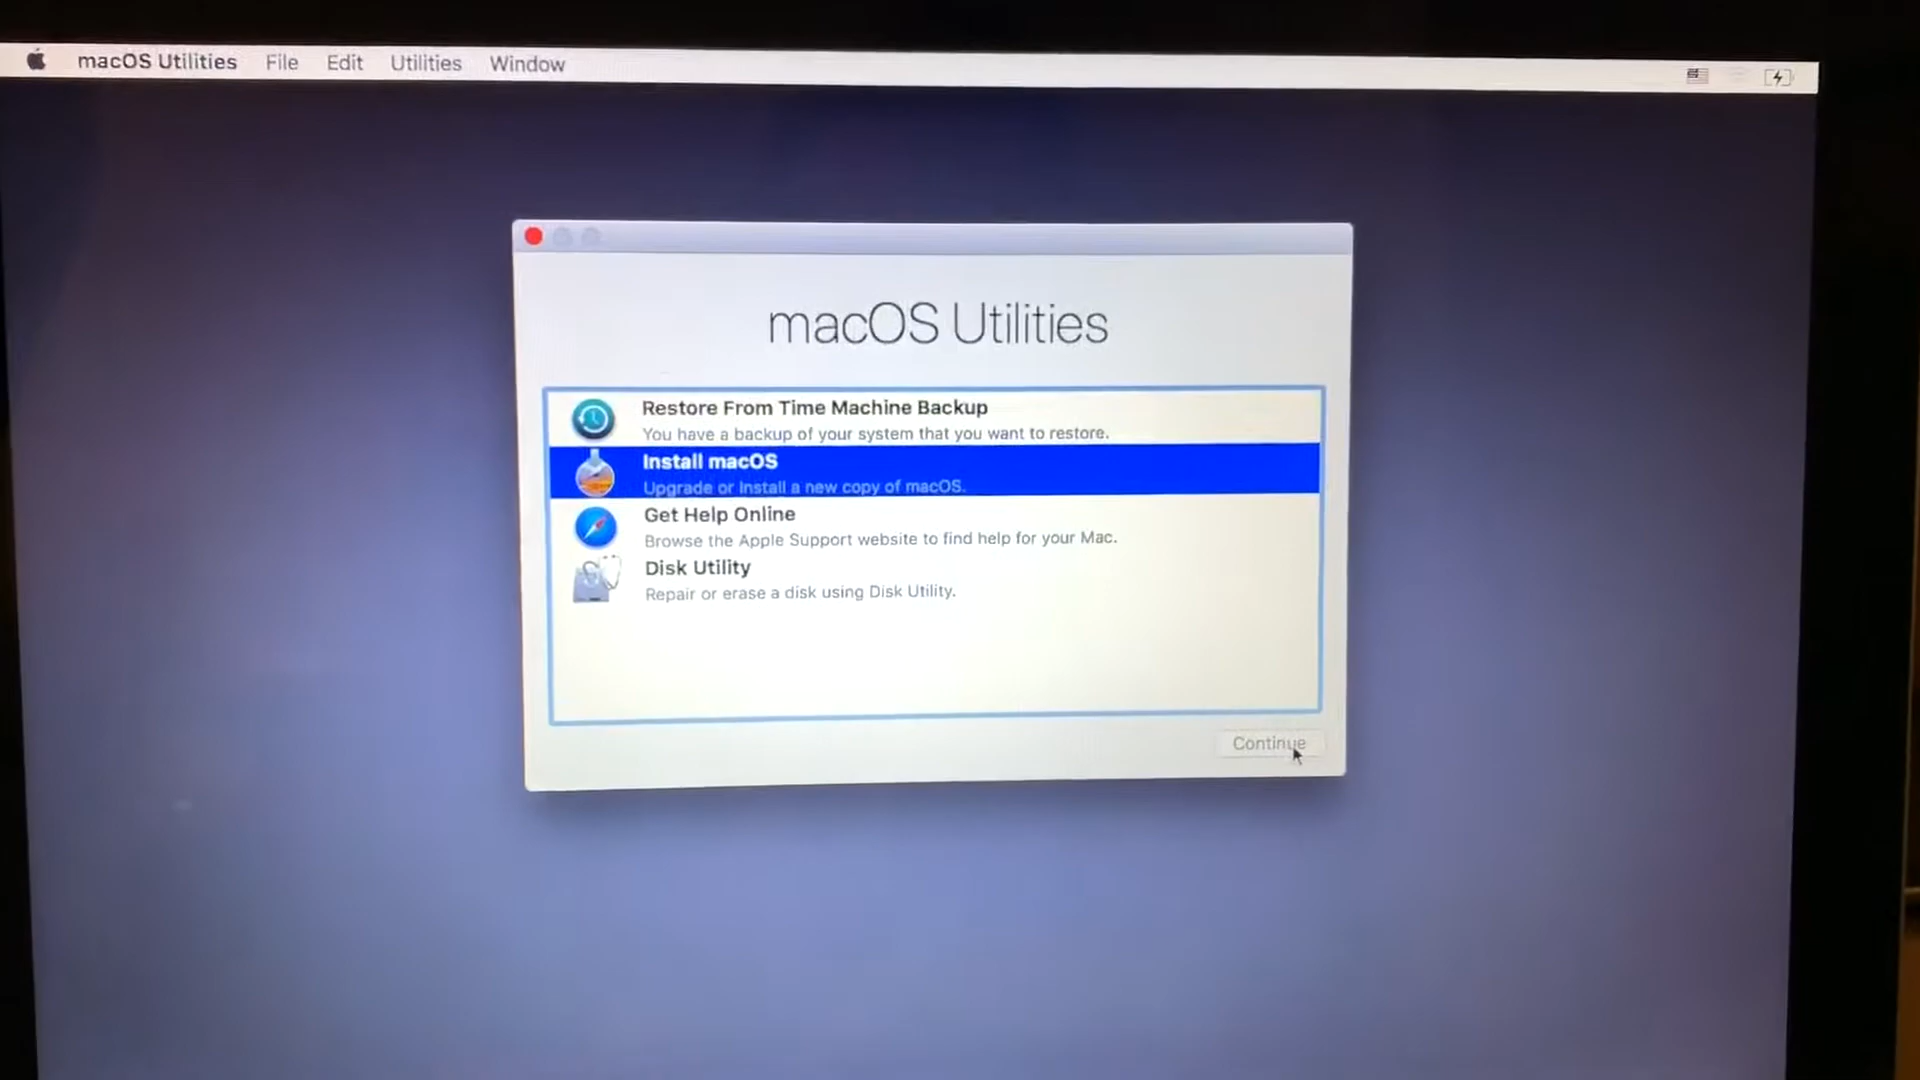 macOS Utilities File Edit Utilities Window
macOS Utilities
Restore From Time Machine Backup
You have a backup of your system that you want to restore.
Install macOS
Upgrade or Install a new copy of macOS.
Get Help Online
Browse the Apple Support website to find help for your Mac.
Disk Utility
Repair or erase a disk using Disk Utility.
Continue